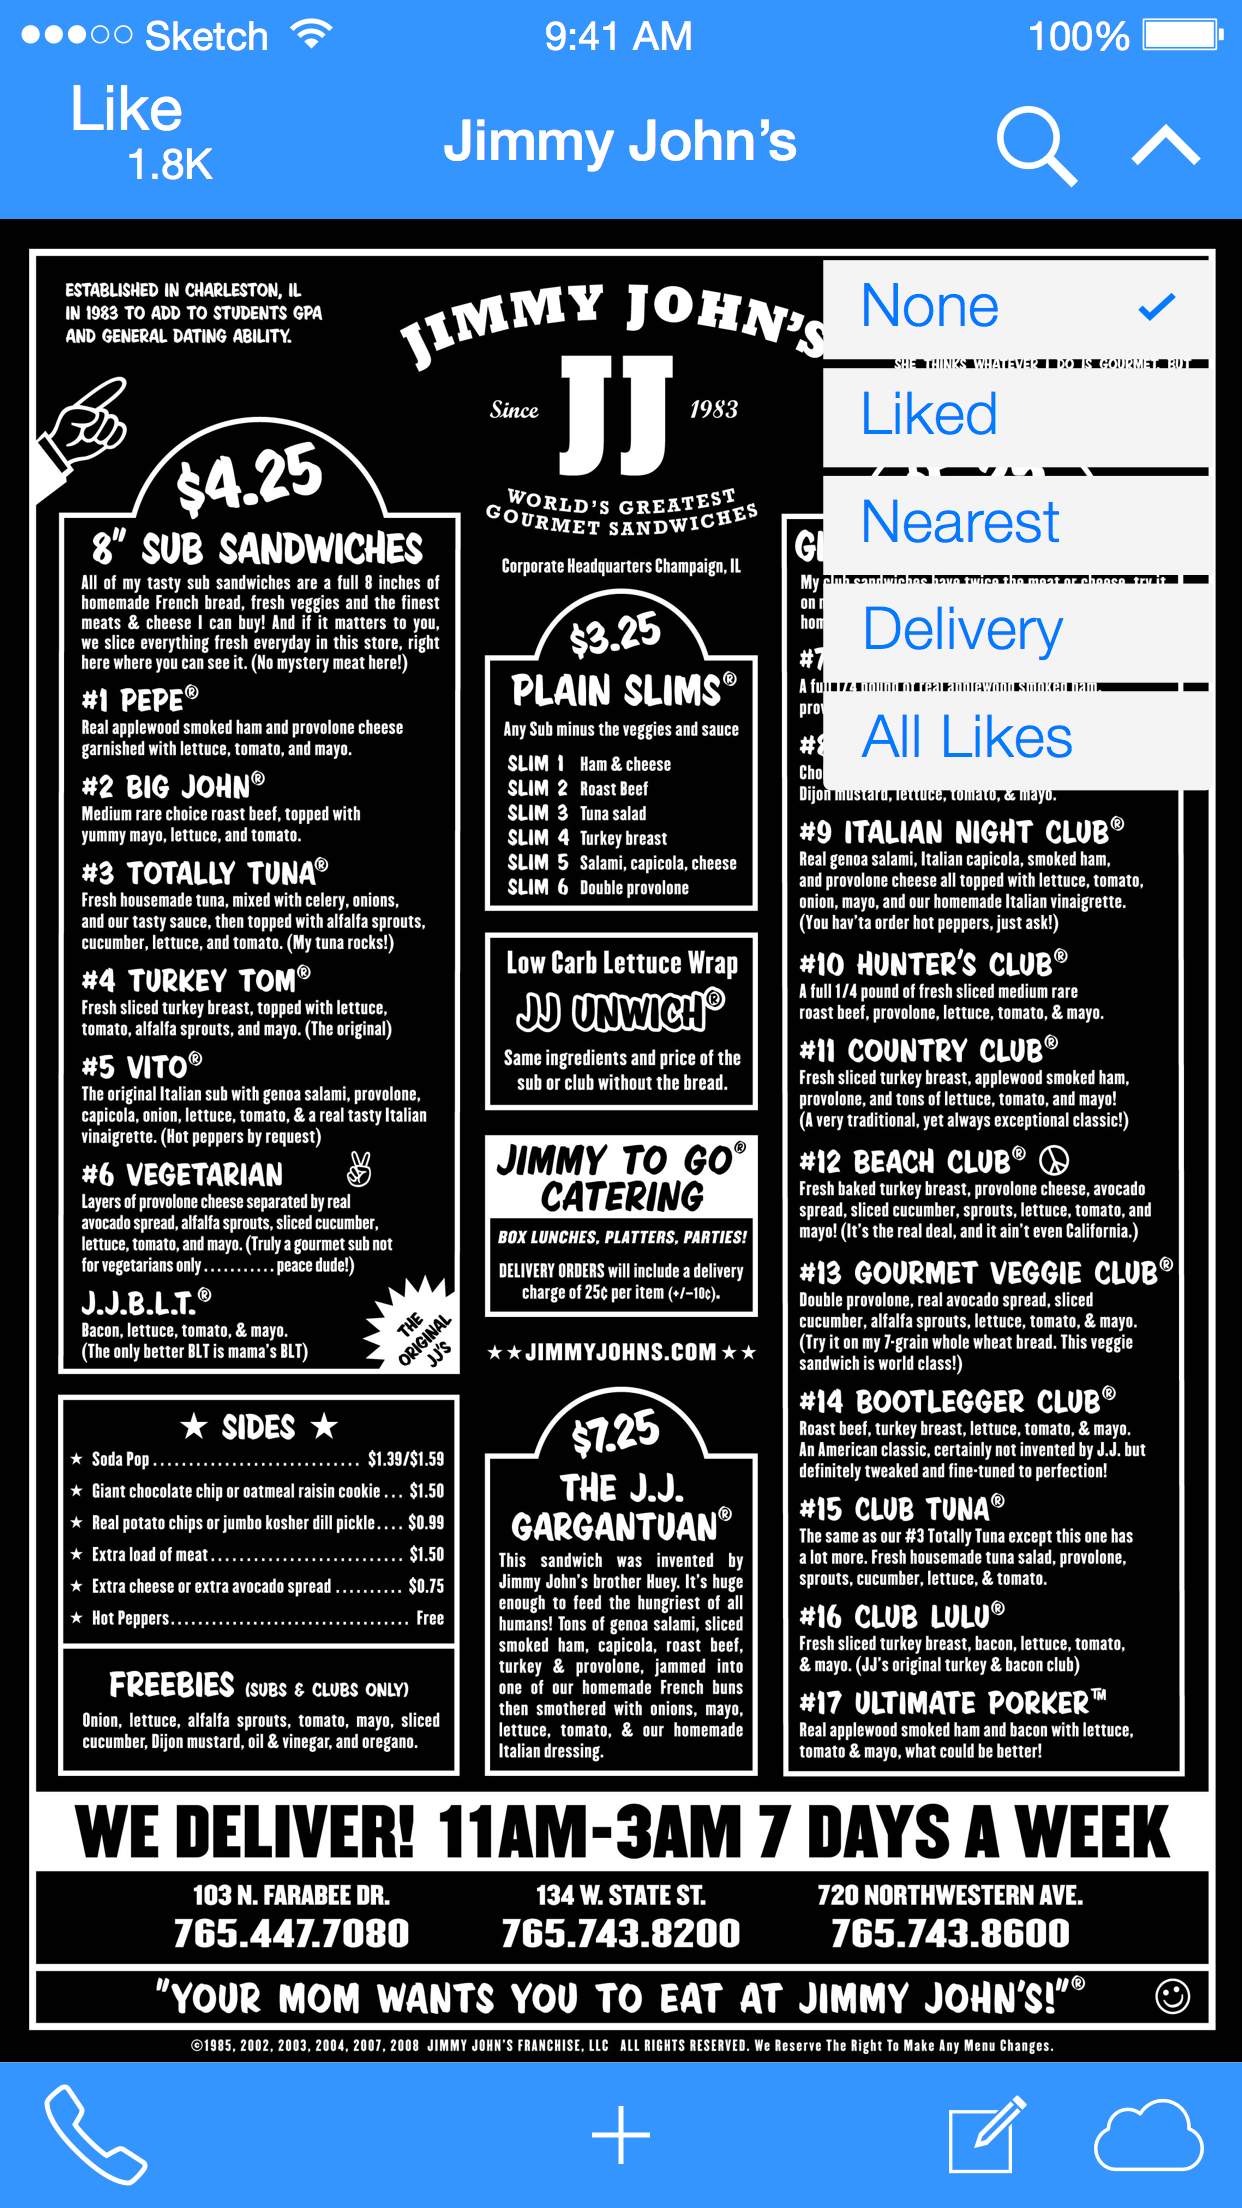 Sketch
9:41 AM
100%
Like
1.8K
Jimmy John’s
ESTABLISHED IN CHARLESTON, IL
IN 1983 TO ADD TO STUDENTS GPA
AND GENERAL DATING ABILITY.
$4.25
8" SUB SANDWICHES
All of my tasty sub sandwiches are a full 8 inches of
homemade French bread, fresh veggies and the finest
meats & cheese I can buy! And if it matters to you,
we slice everything fresh everyday in this store, right
here where you can see it. (No mystery meat here!)
#1 PEPE®
Real applewood smoked ham and provolone cheese
garnished with lettuce, tomato, and mayo.
#2 BIG JOHN®
Medium rare choice roast beef, topped with
yummy mayo, lettuce, and tomato.
#3 TOTALLY TUNA®
Fresh housemade tuna, mixed with celery, onions,
and our tasty sauce, then topped with alfalfa sprouts,
cucumber, lettuce, and tomato. (My tuna rocks!)
#4 TURKEY TOM®
Fresh sliced turkey breast, topped with lettuce,
tomato, alfalfa sprouts, and mayo. (The original)
#5 VITO®
The original Italian sub with genoa salami, provolone,
capicola, onion, lettuce, tomato, & a real tasty Italian
vinaigrette. (Hot peppers by request)
#6 VEGETARIAN
Layers of provolone cheese separated by real
avocado spread, alfalfa sprouts, sliced cucumber,
lettuce, tomato, and mayo. (Truly a gourmet sub not
for vegetarians only ........... peace dude!)
J.J.B.L.T.®
Bacon, lettuce, tomato, & mayo.
(The only better BLT is mama's BLT)
THE
ORIGINAL
JJ'S
★ SIDES ★
★ Soda Pop ............................ $1.39/$1.59
★ Giant chocolate chip or oatmeal raisin cookie ... $1.50
★ Real potato chips or jumbo kosher dill pickle.... $0.99
★ Extra load of meat.......................... $1.50
★ Extra cheese or extra avocado spread .......... $0.75
★ Hot Peppers................................ Free
FREEBIES (SUBS & CLUBS ONLY)
Onion, lettuce, alfalfa sprouts, tomato, mayo, sliced
cucumber, Dijon mustard, oil & vinegar, and oregano.
JIMMY JOHN'S
Since JJ 1983
WORLD'S GREATEST
GOURMET SANDWICHES
Corporate Headquarters Champaign, IL
$3.25
PLAIN SLIMS®
Any Sub minus the veggies and sauce
SLIM 1 Ham & cheese
SLIM 2 Roast Beef
SLIM 3 Tuna salad
SLIM 4 Turkey breast
SLIM 5 Salami, capicola, cheese
SLIM 6 Double provolone
Low Carb Lettuce Wrap
JJ UNWICH®
Same ingredients and price of the
sub or club without the bread.
JIMMY TO GO®
CATERING
BOX LUNCHES, PLATTERS, PARTIES!
DELIVERY ORDERS will include a delivery
charge of 25¢ per item (+/–10¢).
★★JIMMYJOHNS.COM★★
$7.25
THE J.J.
GARGANTUAN®
This sandwich was invented by
Jimmy John's brother Huey. It's huge
enough to feed the hungriest of all
humans! Tons of genoa salami, sliced
smoked ham, capicola, roast beef,
turkey & provolone, jammed into
one of our homemade French buns
then smothered with onions, mayo,
lettuce, tomato, & our homemade
Italian dressing.
None
SHE THINKS WHATEVER I DO IS GOURMET, BUT
Liked
Nearest
My club sandwiches have twice the meat or cheese, try it
Delivery
A full 1/4 pound of real applewood smoked ham,
All Likes
Dijon mustard, lettuce, tomato, & mayo.
#9 ITALIAN NIGHT CLUB®
Real genoa salami, Italian capicola, smoked ham,
and provolone cheese all topped with lettuce, tomato,
onion, mayo, and our homemade Italian vinaigrette.
(You hav'ta order hot peppers, just ask!)
#10 HUNTER'S CLUB®
A full 1/4 pound of fresh sliced medium rare
roast beef, provolone, lettuce, tomato, & mayo.
#11 COUNTRY CLUB®
Fresh sliced turkey breast, applewood smoked ham,
provolone, and tons of lettuce, tomato, and mayo!
(A very traditional, yet always exceptional classic!)
#12 BEACH CLUB®
Fresh baked turkey breast, provolone cheese, avocado
spread, sliced cucumber, sprouts, lettuce, tomato, and
mayo! (It's the real deal, and it ain't even California.)
#13 GOURMET VEGGIE CLUB®
Double provolone, real avocado spread, sliced
cucumber, alfalfa sprouts, lettuce, tomato, & mayo.
(Try it on my 7-grain whole wheat bread. This veggie
sandwich is world class!)
#14 BOOTLEGGER CLUB®
Roast beef, turkey breast, lettuce, tomato, & mayo.
An American classic, certainly not invented by J.J. but
definitely tweaked and fine-tuned to perfection!
#15 CLUB TUNA®
The same as our #3 Totally Tuna except this one has
a lot more. Fresh housemade tuna salad, provolone,
sprouts, cucumber, lettuce, & tomato.
#16 CLUB LULU®
Fresh sliced turkey breast, bacon, lettuce, tomato,
& mayo. (JJ's original turkey & bacon club)
#17 ULTIMATE PORKER™
Real applewood smoked ham and bacon with lettuce,
tomato & mayo, what could be better!
WE DELIVER! 11AM-3AM 7 DAYS A WEEK
103 N. FARABEE DR.
765.447.7080
134 W. STATE ST.
765.743.8200
720 NORTHWESTERN AVE.
765.743.8600
"YOUR MOM WANTS YOU TO EAT AT JIMMY JOHN'S!"®
©1985, 2002, 2003, 2004, 2007, 2008 JIMMY JOHN'S FRANCHISE, LLC ALL RIGHTS RESERVED. We Reserve The Right To Make Any Menu Changes.